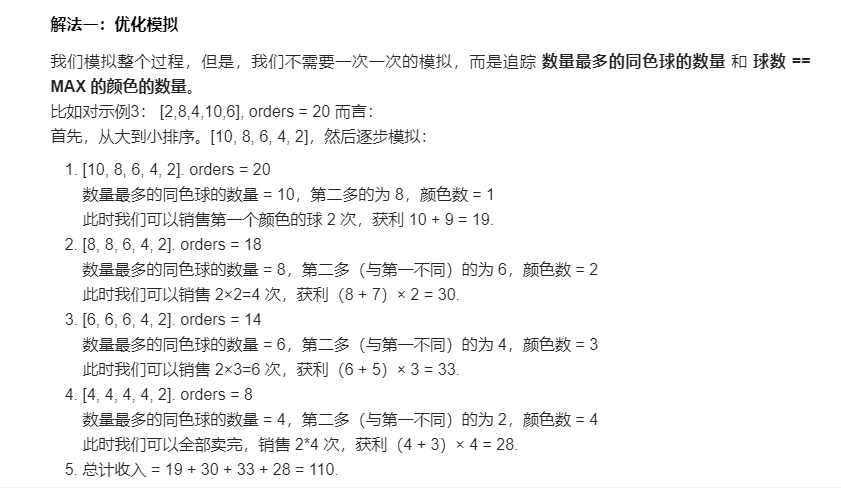 解法一：优化模拟
我们模拟整个过程，但是，我们不需要一次一次的模拟，而是追踪 数量最多的同色球的数量 和 球数 ==
MAX 的颜色的数量。
比如对示例3： [2,8,4,10,6], orders = 20 而言：
首先，从大到小排序。[10, 8, 6, 4, 2]，然后逐步模拟：
1. [10, 8, 6, 4, 2]. orders = 20
数量最多的同色球的数量 = 10，第二多的为 8，颜色数 = 1
此时我们可以销售第一个颜色的球 2 次，获利 10 + 9 = 19.
2. [8, 8, 6, 4, 2]. orders = 18
数量最多的同色球的数量 = 8，第二多（与第一不同）的为 6，颜色数 = 2
此时我们可以销售 2×2=4 次，获利（8 + 7）× 2 = 30.
3. [6, 6, 6, 4, 2]. orders = 14
数量最多的同色球的数量 = 6，第二多（与第一不同）的为 4，颜色数 = 3
此时我们可以销售 2×3=6 次，获利（6 + 5）× 3 = 33.
4. [4, 4, 4, 4, 2]. orders = 8
数量最多的同色球的数量 = 4，第二多（与第一不同）的为 2，颜色数 = 4
此时我们可以全部卖完，销售 2*4 次，获利（4 + 3）× 4 = 28.
5. 总计收入 = 19 + 30 + 33 + 28 = 110.